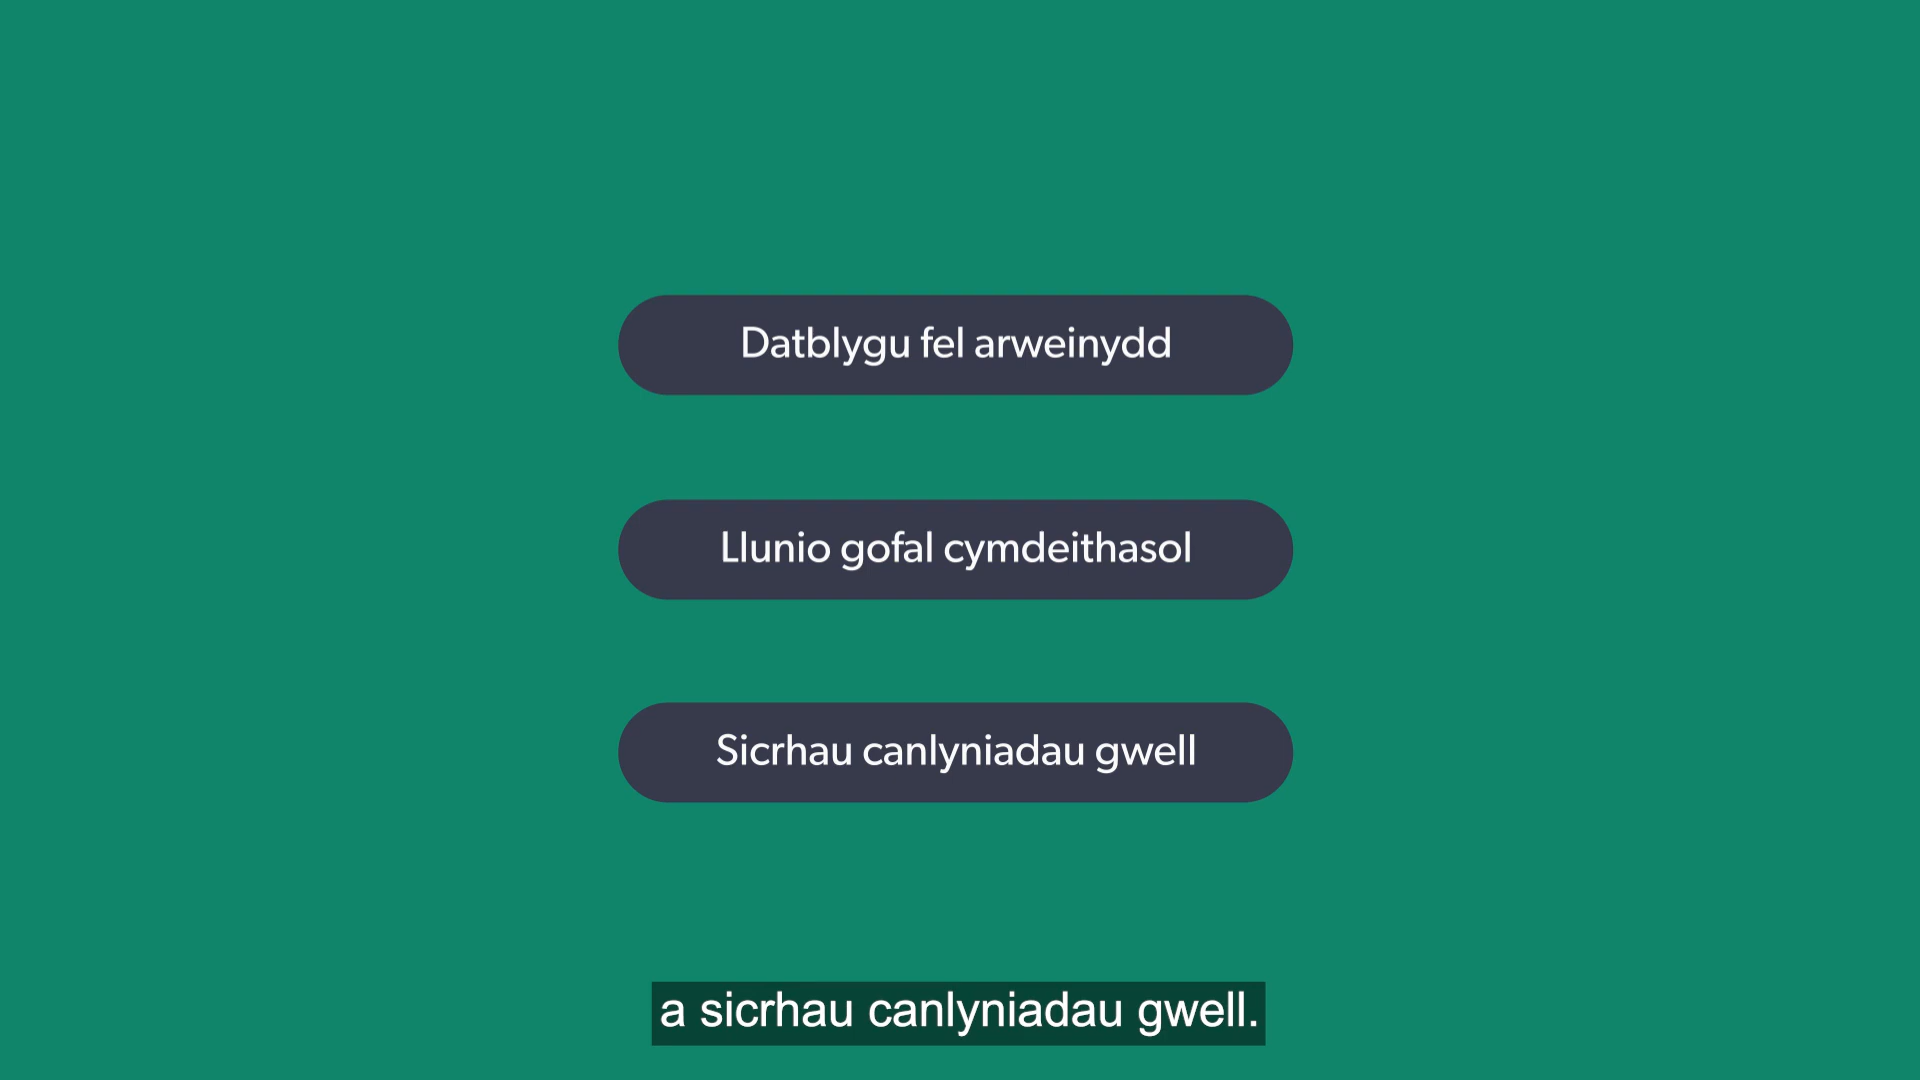 Datblygu fel arweinydd
Llunio gofal cymdeithasol
Sicrhau canlyniadau gwell
a sicrhau canlyniadau gwell.